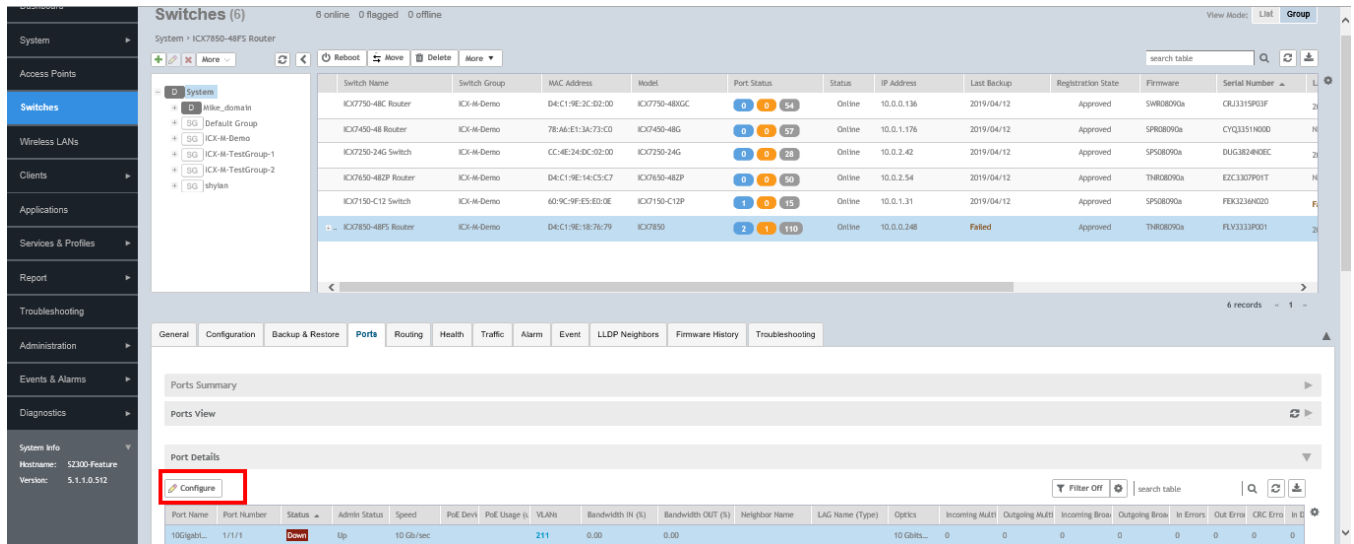 Switches (6) 6 online 0 flagged 0 offline View Mode: List Group
System
System › ICX7850-48FS Router
More Reboot Move Delete More search table
Access Points
Switches
Wireless LANs
Clients
Applications
Services & Profiles
Report
Troubleshooting
Administration
Events & Alarms
Diagnostics
System Info
Hostname: SZ300-Feature
Version: 5.1.1.0.512
D System
D Mike_domain
SG Default Group
SG ICX-M-Demo
SG ICX-M-TestGroup-1
SG ICX-M-TestGroup-2
SG shylan
Switch Name Switch Group MAC Address Model Port Status Status IP Address Last Backup Registration State Firmware Serial Number
ICX7750-48C Router ICX-M-Demo D4:C1:9E:2C:D2:00 ICX7750-48XGC 0 0 54 Online 10.0.0.136 2019/04/12 Approved SWR08090a CRJ3315P03F
ICX7450-48 Router ICX-M-Demo 78:A6:E1:3A:73:C0 ICX7450-48G 0 0 57 Online 10.0.1.176 2019/04/12 Approved SPR08090a CYQ3351N00D
ICX7250-24G Switch ICX-M-Demo CC:4E:24:DC:02:00 ICX7250-24G 0 0 28 Online 10.0.2.42 2019/04/12 Approved SPS08090a DUG3824N0EC
ICX7650-48ZP Router ICX-M-Demo D4:C1:9E:14:C5:C7 ICX7650-48ZP 0 0 50 Online 10.0.2.54 2019/04/12 Approved TNR08090a EZC3307P01T
ICX7150-C12 Switch ICX-M-Demo 60:9C:9F:E5:E0:0E ICX7150-C12P 1 0 15 Online 10.0.1.31 2019/04/12 Approved SPS08090a FEK3236N020
ICX7850-48FS Router ICX-M-Demo D4:C1:9E:18:76:79 ICX7850 2 1 110 Online 10.0.0.248 Failed Approved TNR08090a FLV3333P001
6 records 1
General Configuration Backup & Restore Ports Routing Health Traffic Alarm Event LLDP Neighbors Firmware History Troubleshooting
Ports Summary
Ports View
Port Details
Configure Filter Off search table
Port Name Port Number Status Admin Status Speed PoE Devi PoE Usage (u VLANs Bandwidth IN (%) Bandwidth OUT (%) Neighbor Name LAG Name (Type) Optics Incoming Multi Outgoing Multi Incoming Broa Outgoing Broa In Errors Out Erro CRC Erro In D
10Gigabi... 1/1/1 Down Up 10 Gb/sec 211 0.00 0.00 10 Gbits... 0 0 0 0 0 0 0 0